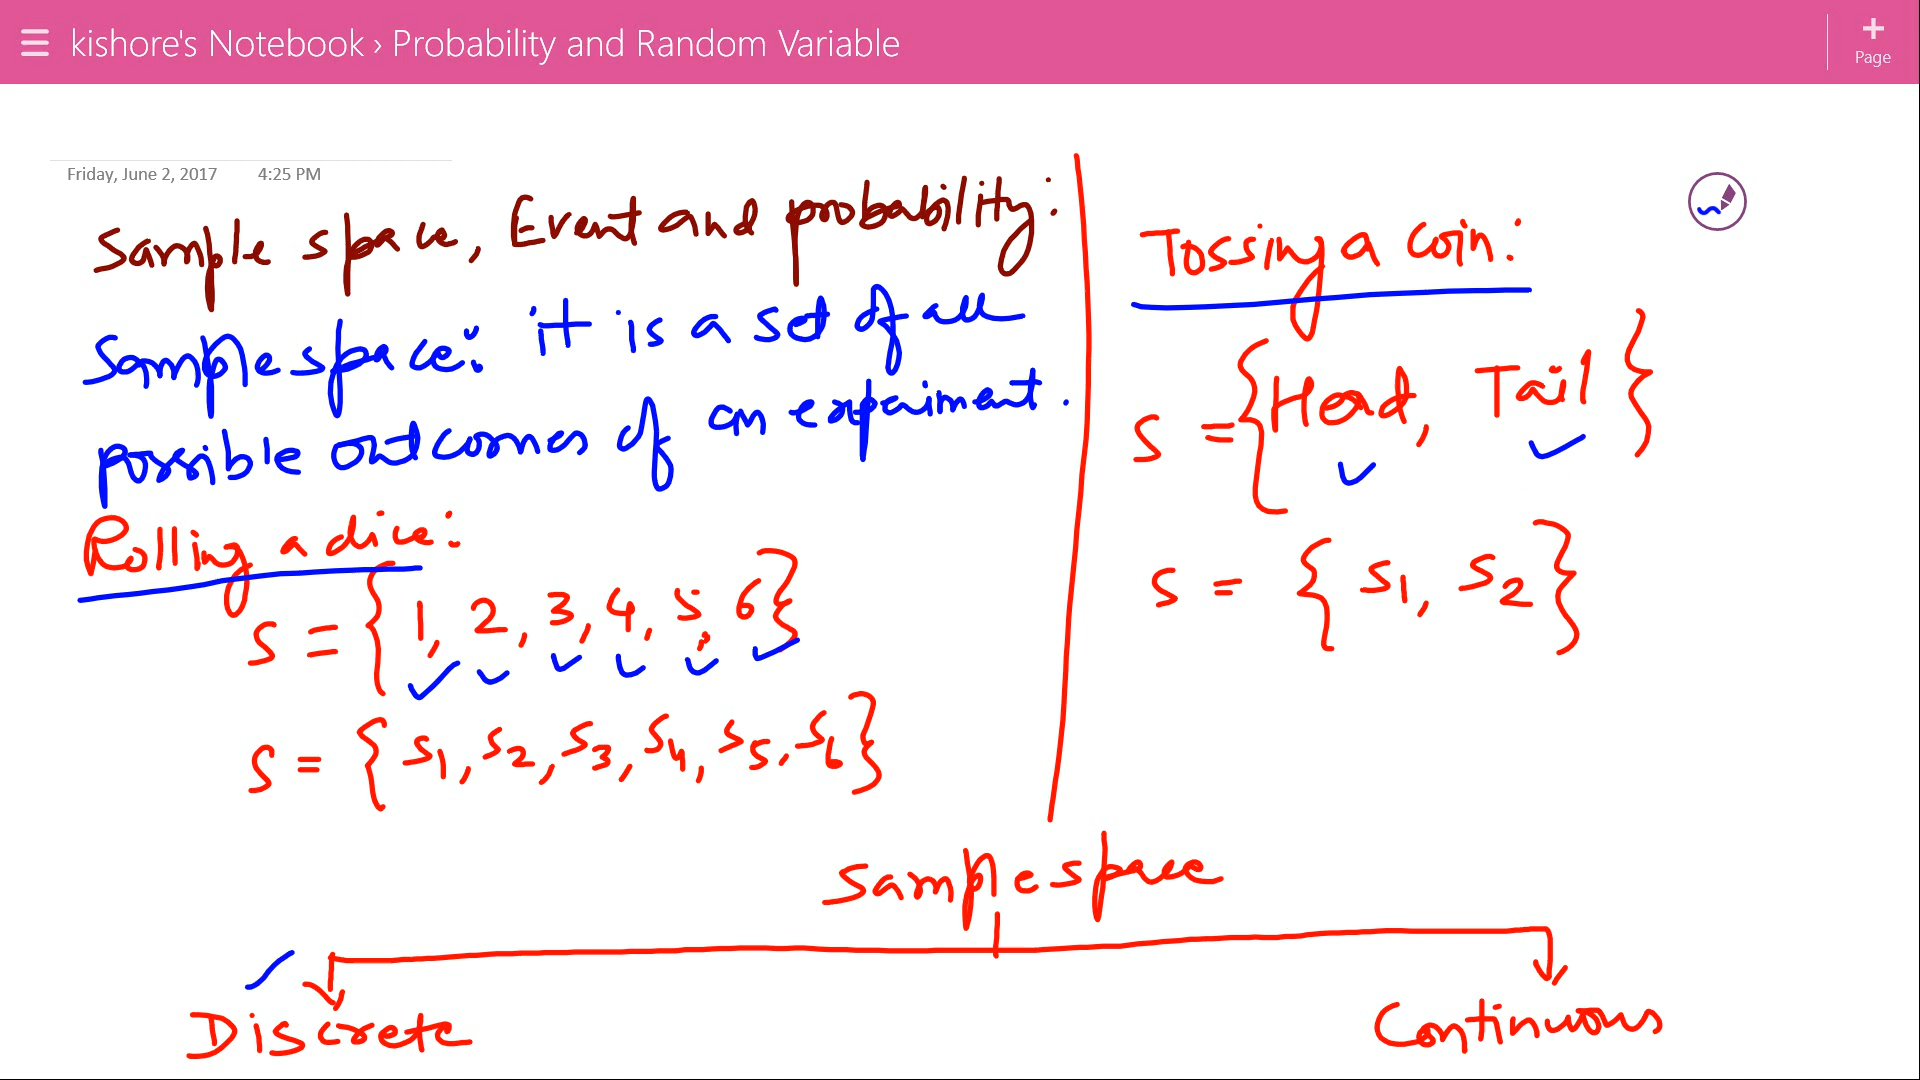 kishore's Notebook › Probability and Random Variable
+
Page
Friday, June 2, 2017 4:25 PM
Sample space, Event and probability:
Sample space: it is a set of all
possible outcomes of an experiment.
Rolling a dice:
S = {1, 2, 3, 4, 5, 6}
S = {S1, S2, S3, S4, S5, S6}
Tossing a coin:
S = {Head, Tail}
S = {S1, S2}
Sample space
Discrete
Continuous